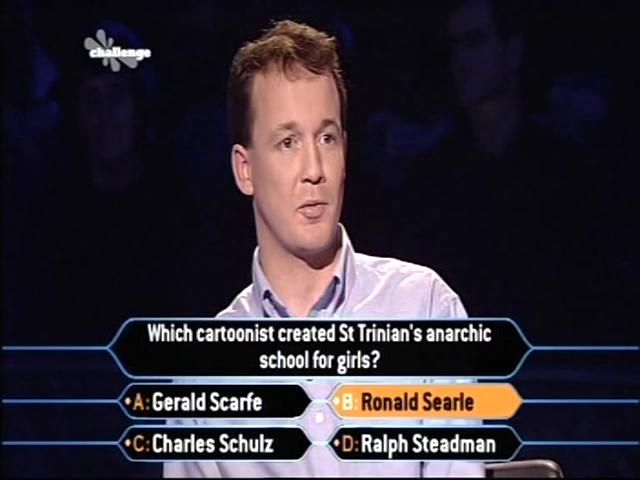 challenge
Which cartoonist created St Trinian's anarchic
school for girls?
A: Gerald Scarfe
B: Ronald Searle
C: Charles Schulz
D: Ralph Steadman